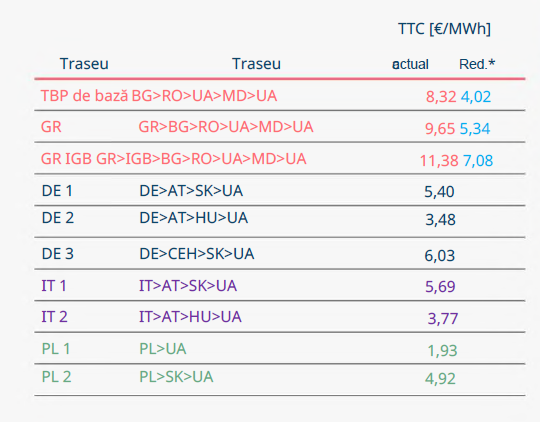 TTC [€/MWh]
Traseu Traseu actual Red.*
TBP de bază BG>RO>UA>MD>UA 8,32 4,02
GR GR>BG>RO>UA>MD>UA 9,65 5,34
GR IGB GR>IGB>BG>RO>UA>MD>UA 11,38 7,08
DE 1 DE>AT>SK>UA 5,40
DE 2 DE>AT>HU>UA 3,48
DE 3 DE>CEH>SK>UA 6,03
IT 1 IT>AT>SK>UA 5,69
IT 2 IT>AT>HU>UA 3,77
PL 1 PL>UA 1,93
PL 2 PL>SK>UA 4,92